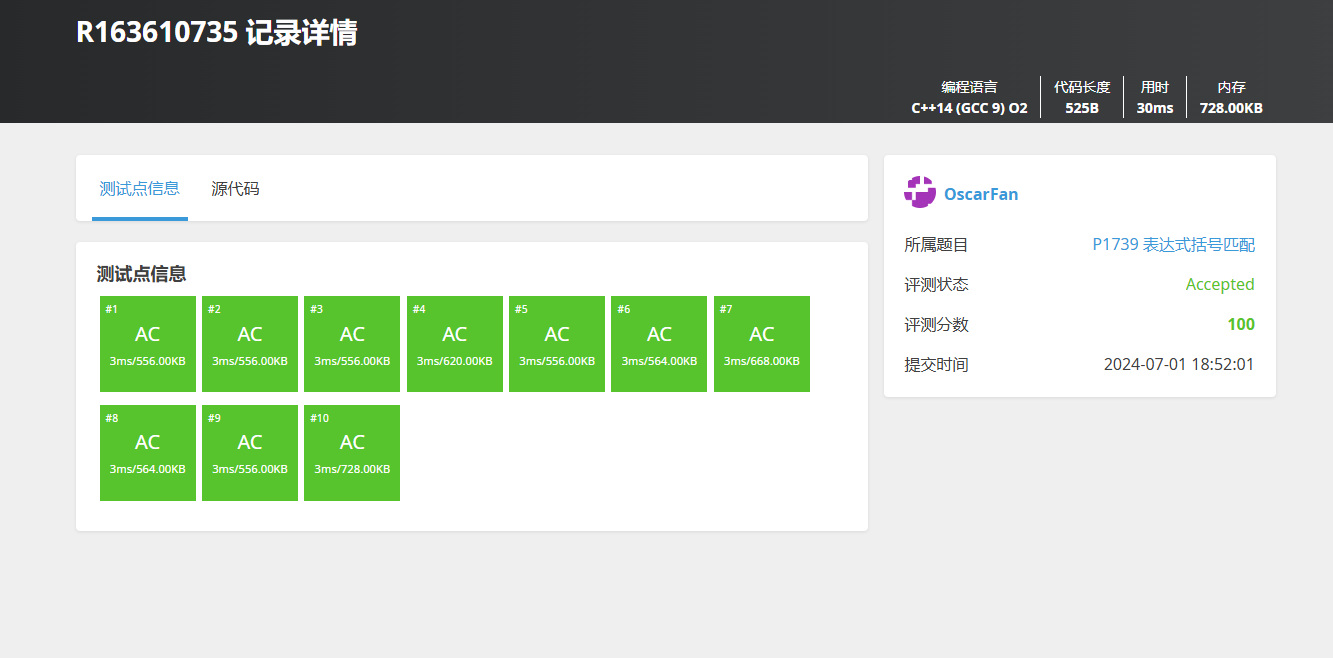 R163610735 记录详情
编程语言 代码长度 用时 内存
C++14 (GCC 9) O2 525B 30ms 728.00KB
测试点信息 源代码
测试点信息
#1 #2 #3 #4 #5 #6 #7
AC AC AC AC AC AC AC
3ms/556.00KB 3ms/556.00KB 3ms/556.00KB 3ms/620.00KB 3ms/556.00KB 3ms/564.00KB 3ms/668.00KB
#8 #9 #10
AC AC AC
3ms/564.00KB 3ms/556.00KB 3ms/728.00KB
OscarFan
所属题目 P1739 表达式括号匹配
评测状态 Accepted
评测分数 100
提交时间 2024-07-01 18:52:01